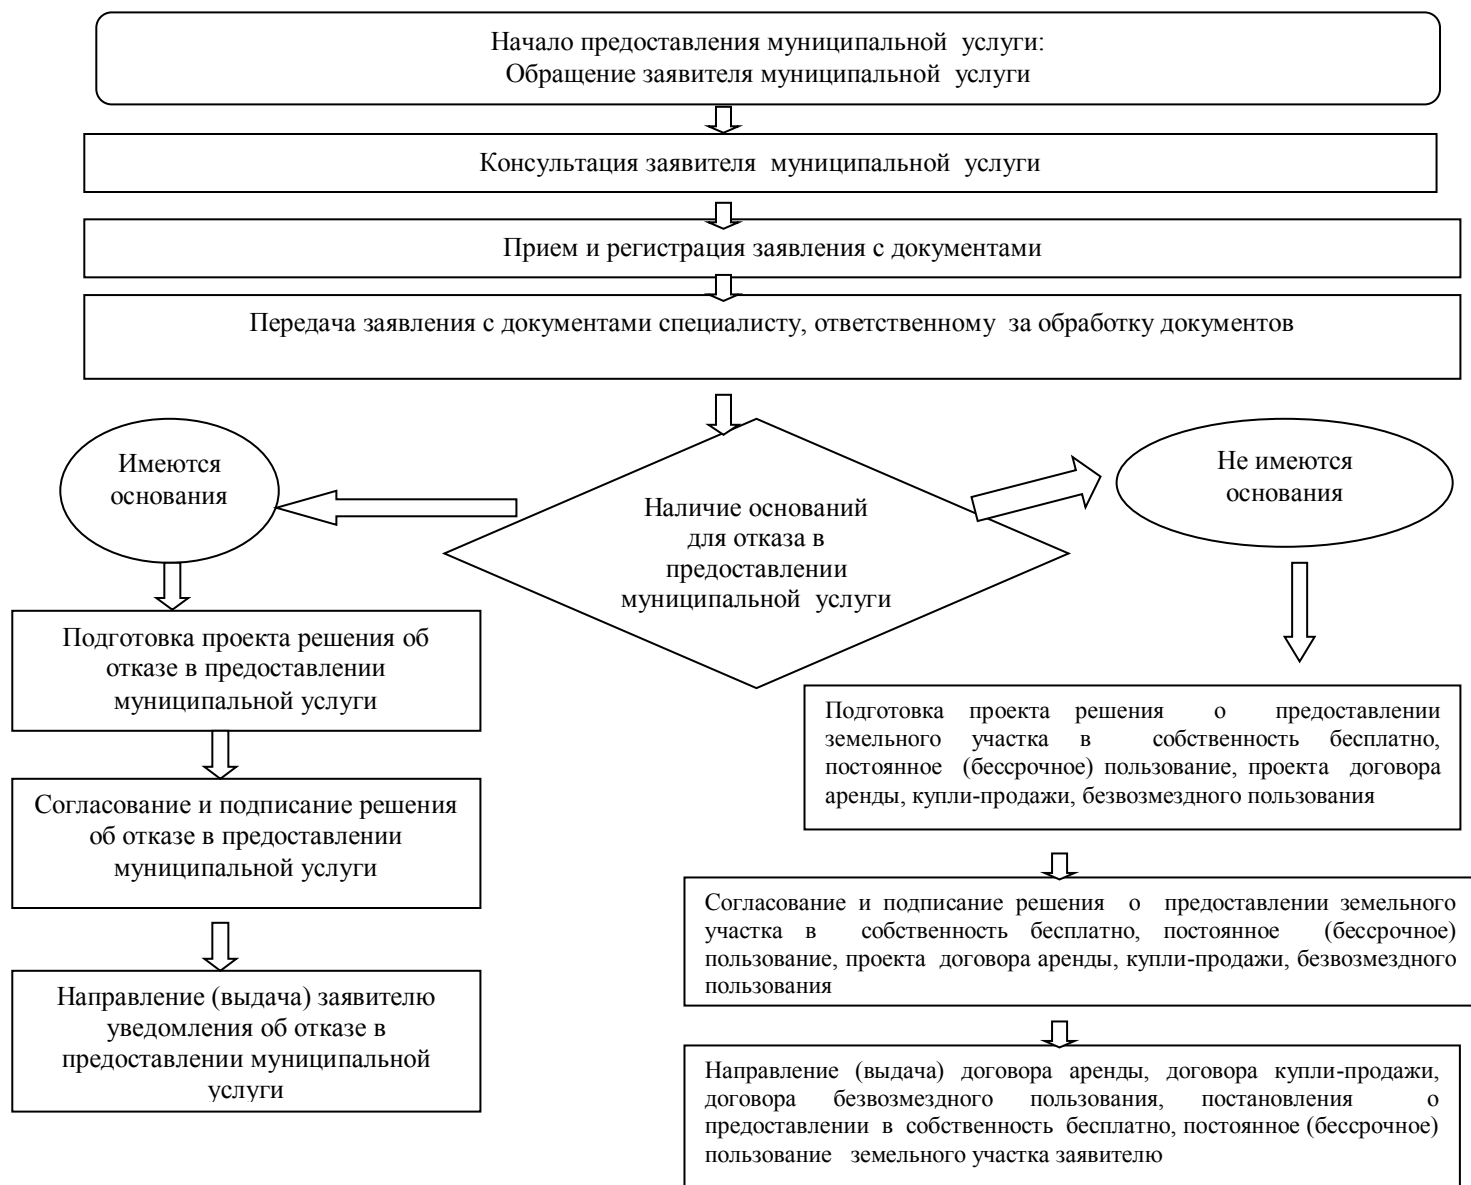 Начало предоставления муниципальной услуги:
Обращение заявителя муниципальной услуги
Консультация заявителя муниципальной услуги
Прием и регистрация заявления с документами
Передача заявления с документами специалисту, ответственному за обработку документов
Имеются
основания
Наличие оснований
для отказа в
предоставлении
муниципальной услуги
Не имеются
основания
Подготовка проекта решения об
отказе в предоставлении
муниципальной услуги
Согласование и подписание решения
об отказе в предоставлении
муниципальной услуги
Направление (выдача) заявителю
уведомления об отказе в
предоставлении муниципальной
услуги
Подготовка проекта решения о предоставлении
земельного участка в собственность бесплатно,
постоянное (бессрочное) пользование, проекта договора
аренды, купли-продажи, безвозмездного пользования
Согласование и подписание решения о предоставлении земельного
участка в собственность бесплатно, постоянное (бессрочное)
пользование, проекта договора аренды, купли-продажи, безвозмездного
пользования
Направление (выдача) договора аренды, договора купли-продажи,
договора безвозмездного пользования, постановления о
предоставлении в собственность бесплатно, постоянное (бессрочное)
пользование земельного участка заявителю